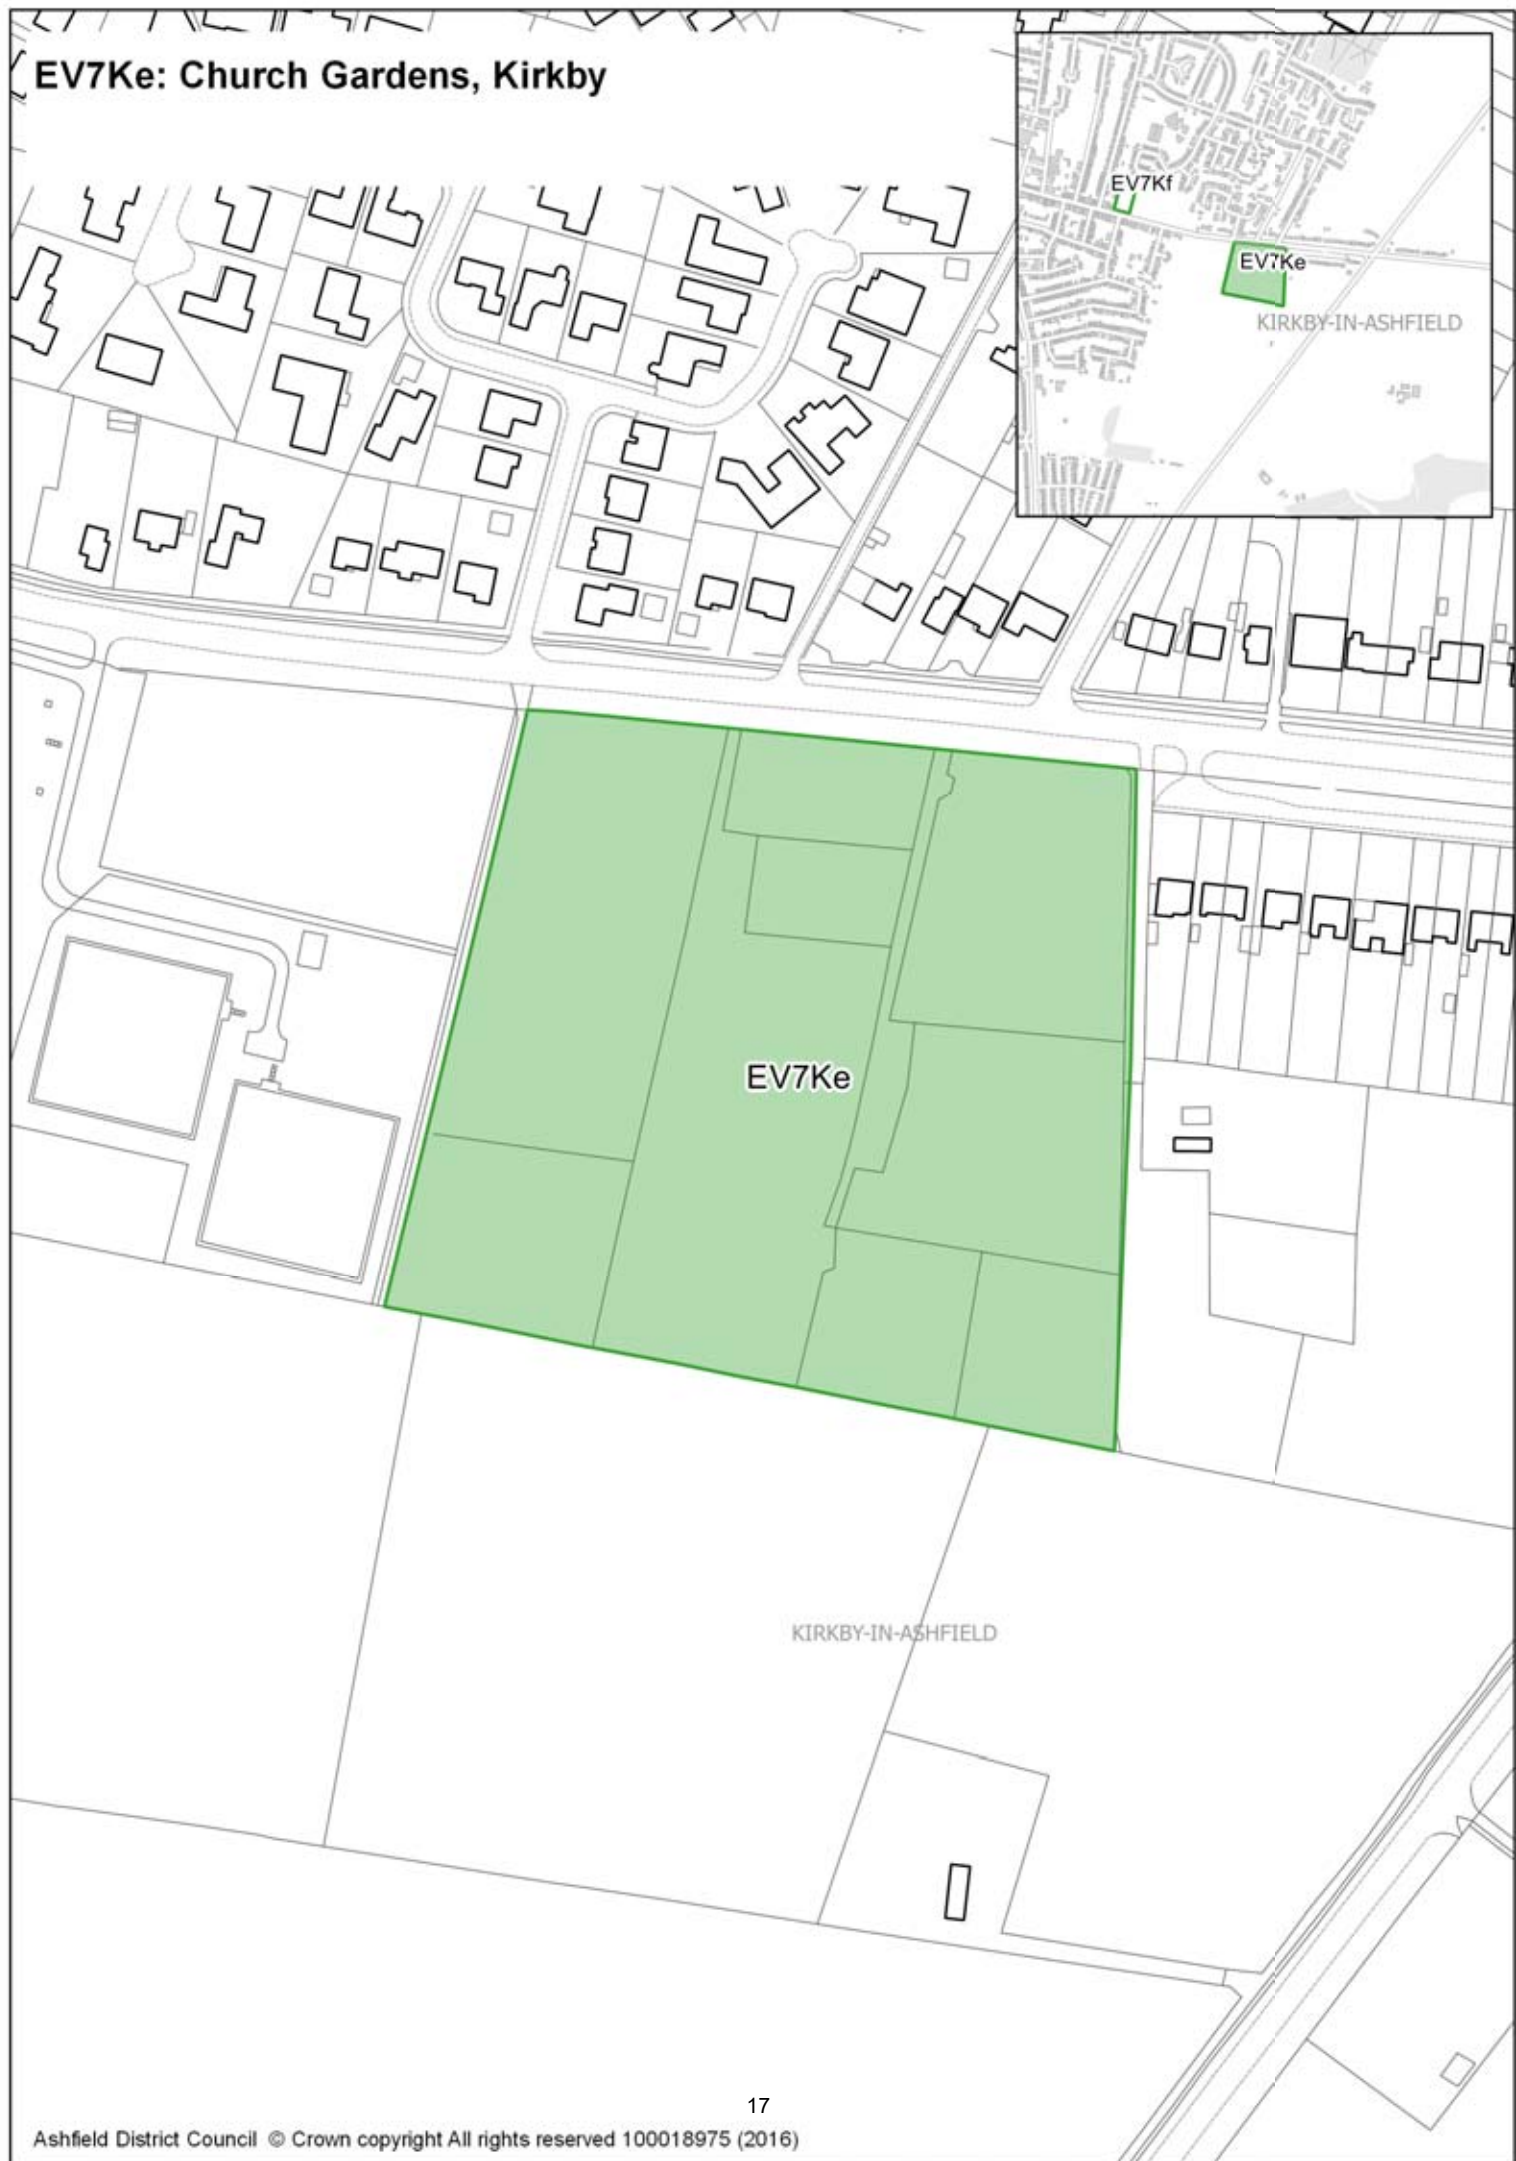 EV7Ke: Church Gardens, Kirkby
EV7Kf
EV7Ke
KIRKBY-IN-ASHFIELD
EV7Ke
KIRKBY-IN-ASHFIELD
17
Ashfield District Council © Crown copyright All rights reserved 100018975 (2016)